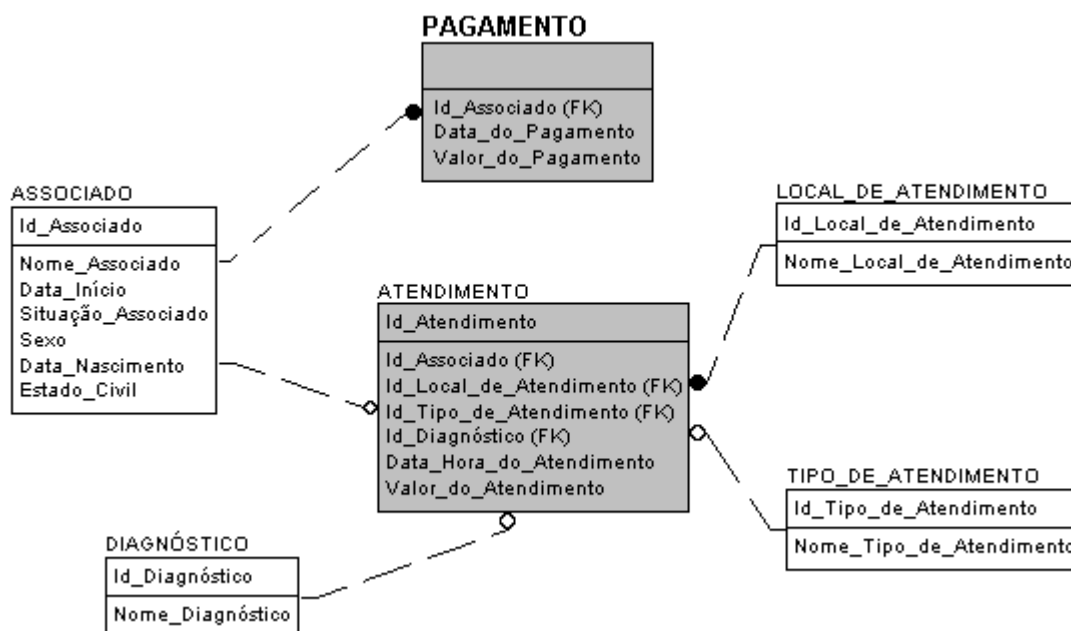 PAGAMENTO
Id_Associado (FK)
Data_do_Pagamento
Valor_do_Pagamento
ASSOCIADO
Id_Associado
Nome_Associado
Data_Início
Situação_Associado
Sexo
Data_Nascimento
Estado_Civil
LOCAL_DE_ATENDIMENTO
Id_Local_de_Atendimento
Nome_Local_de_Atendimento
ATENDIMENTO
Id_Atendimento
Id_Associado (FK)
Id_Local_de_Atendimento (FK)
Id_Tipo_de_Atendimento (FK)
Id_Diagnóstico (FK)
Data_Hora_do_Atendimento
Valor_do_Atendimento
TIPO_DE_ATENDIMENTO
Id_Tipo_de_Atendimento
Nome_Tipo_de_Atendimento
DIAGNÓSTICO
Id_Diagnóstico
Nome_Diagnóstico